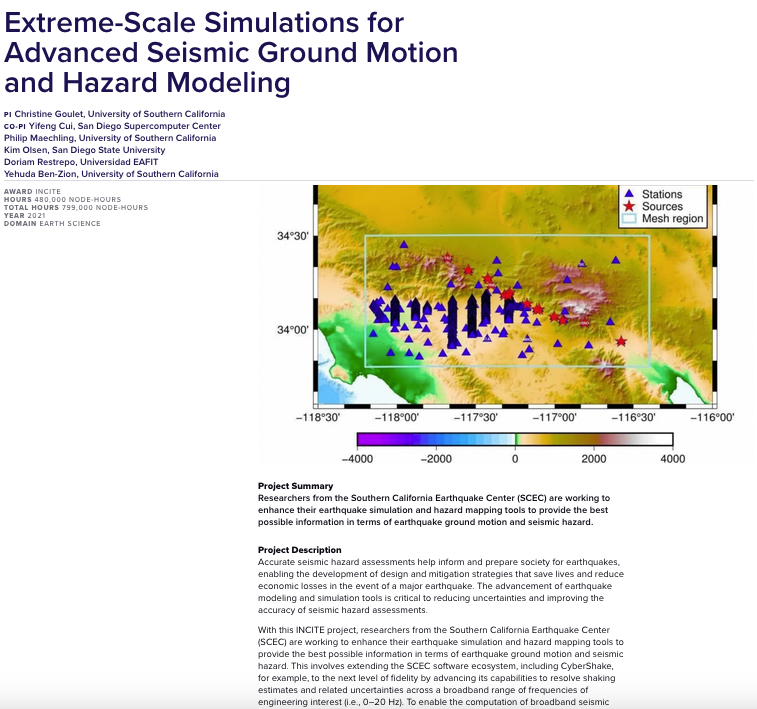 Extreme-Scale Simulations for
Advanced Seismic Ground Motion
and Hazard Modeling
PI Christine Goulet, University of Southern California
CO-PI Yifeng Cui, San Diego Supercomputer Center
Philip Maechling, University of Southern California
Kim Olsen, San Diego State University
Doriam Restrepo, Universidad EAFIT
Yehuda Ben-Zion, University of Southern California
AWARD INCITE
HOURS 480,000 NODE-HOURS
TOTAL HOURS 799,000 NODE-HOURS
YEAR 2021
DOMAIN EARTH SCIENCE
Stations
Sources
Mesh region
34°30'
34°00'
−118°30' −118°00' −117°30' −117°00' −116°30' −116°00'
−4000 −2000 0 2000 4000
Project Summary
Researchers from the Southern California Earthquake Center (SCEC) are working to
enhance their earthquake simulation and hazard mapping tools to provide the best
possible information in terms of earthquake ground motion and seismic hazard.
Project Description
Accurate seismic hazard assessments help inform and prepare society for earthquakes,
enabling the development of design and mitigation strategies that save lives and reduce
economic losses in the event of a major earthquake. The advancement of earthquake
modeling and simulation tools is critical to reducing uncertainties and improving the
accuracy of seismic hazard assessments.
With this INCITE project, researchers from the Southern California Earthquake Center
(SCEC) are working to enhance their earthquake simulation and hazard mapping tools to
provide the best possible information in terms of earthquake ground motion and seismic
hazard. This involves extending the SCEC software ecosystem, including CyberShake,
for example, to the next level of fidelity by advancing its capabilities to resolve shaking
estimates and related uncertainties across a broadband range of frequencies of
engineering interest (i.e., 0–20 Hz). To enable the computation of broadband seismic